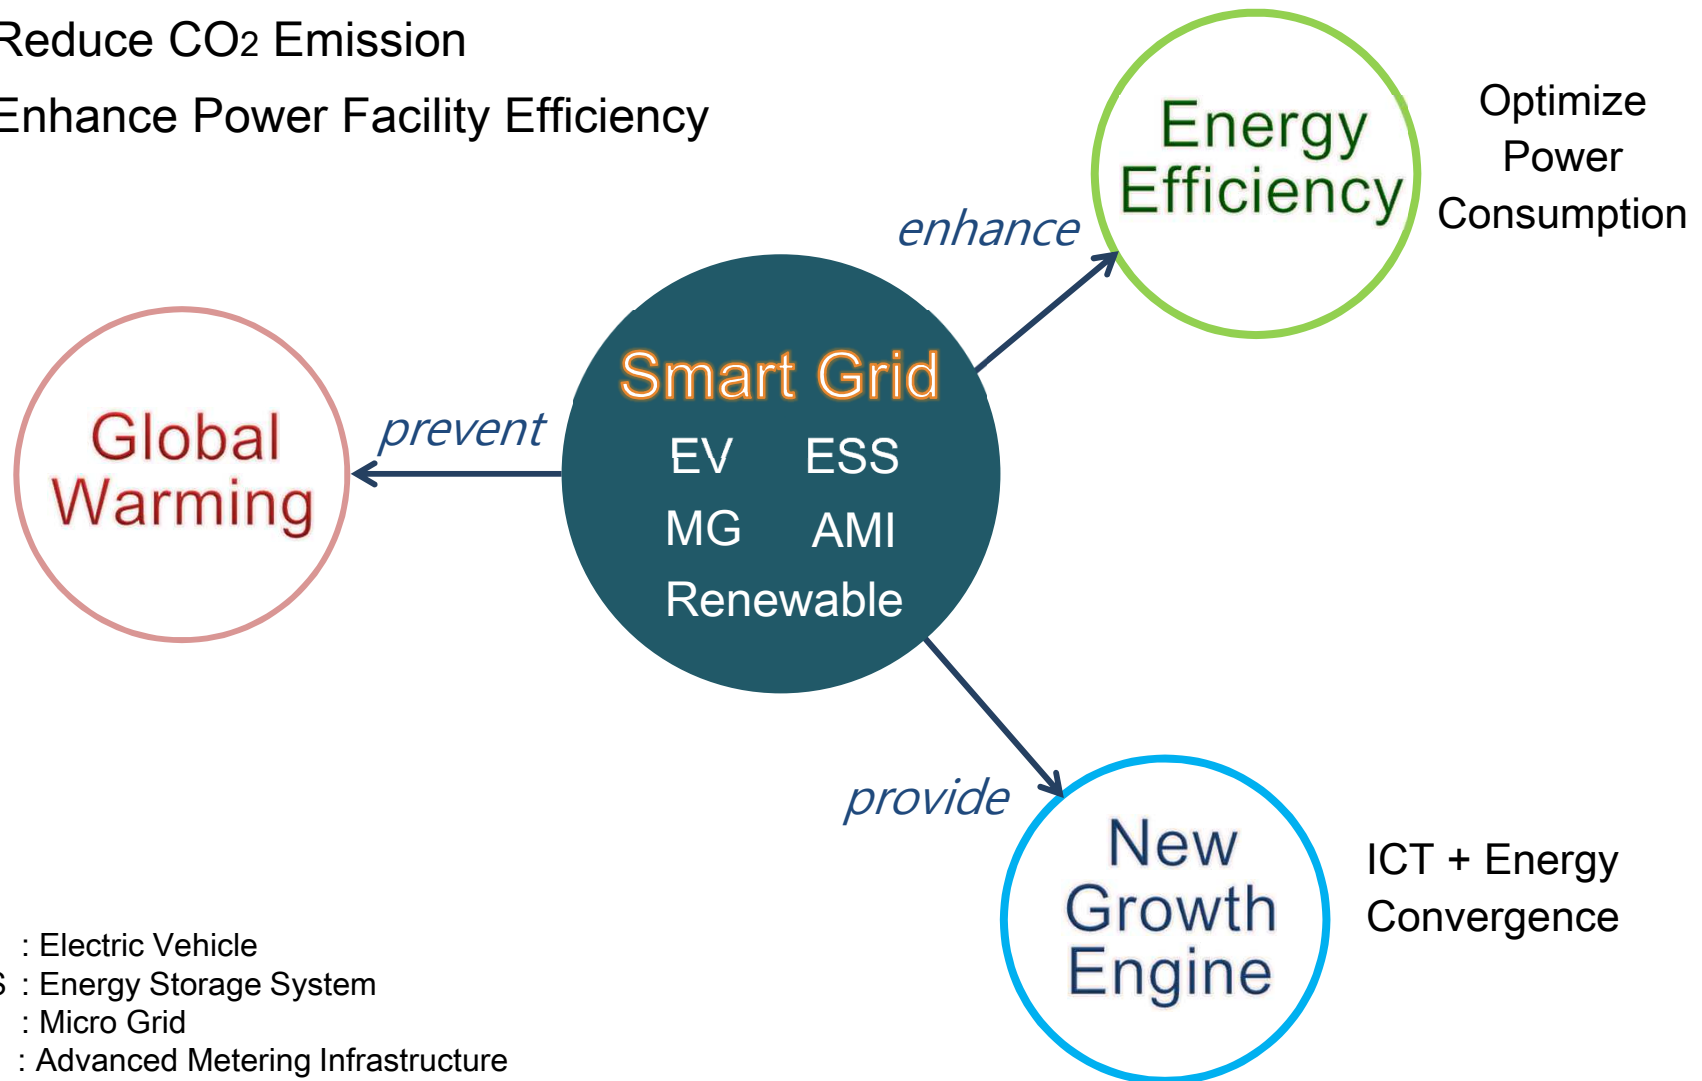 Reduce CO2 Emission
Enhance Power Facility Efficiency
Energy
Efficiency
Optimize
Power
Consumption
enhance
Smart Grid
EV ESS
MG AMI
Renewable
prevent
Global
Warming
provide
New
Growth
Engine
ICT + Energy
Convergence
: Electric Vehicle
S : Energy Storage System
: Micro Grid
: Advanced Metering Infrastructure